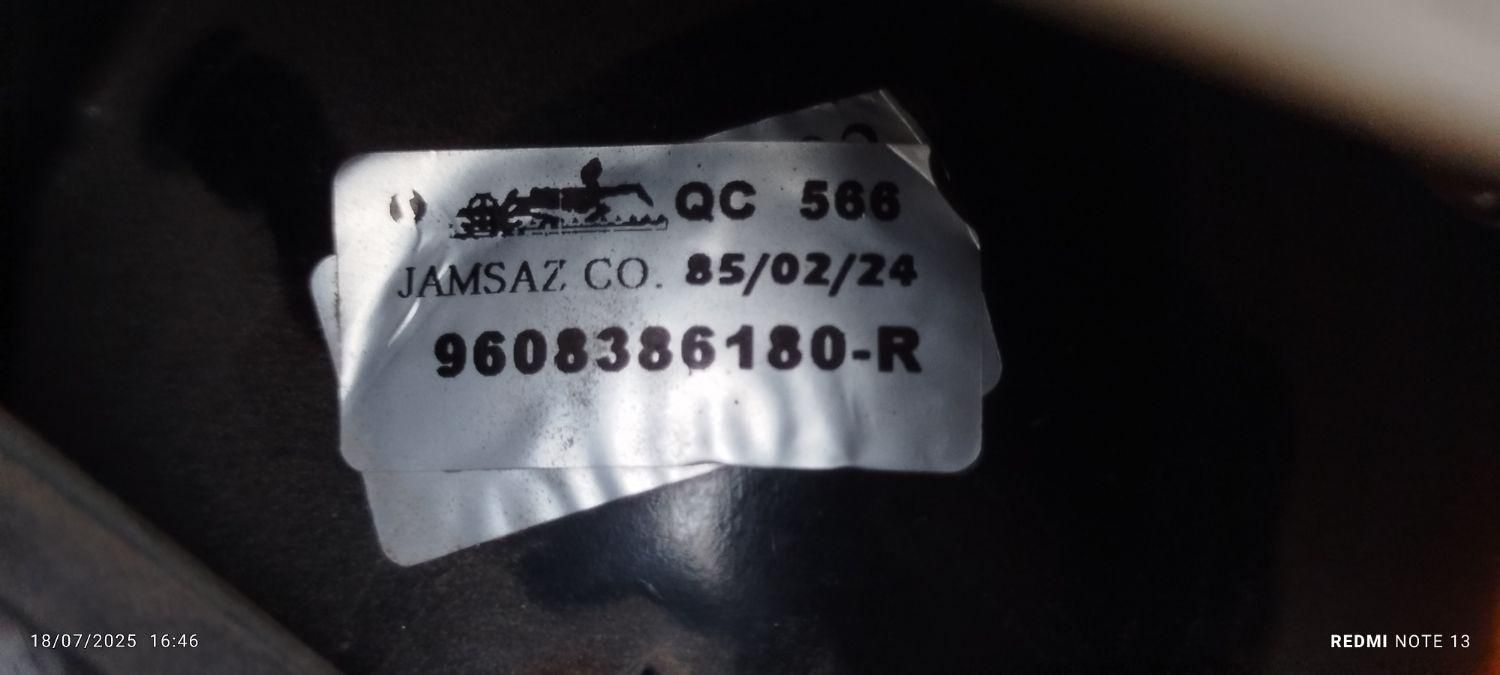 QC 566
JAMSAZ CO. 85/02/24
9608386180-R
18/07/2025 16:46
REDMI NOTE 13